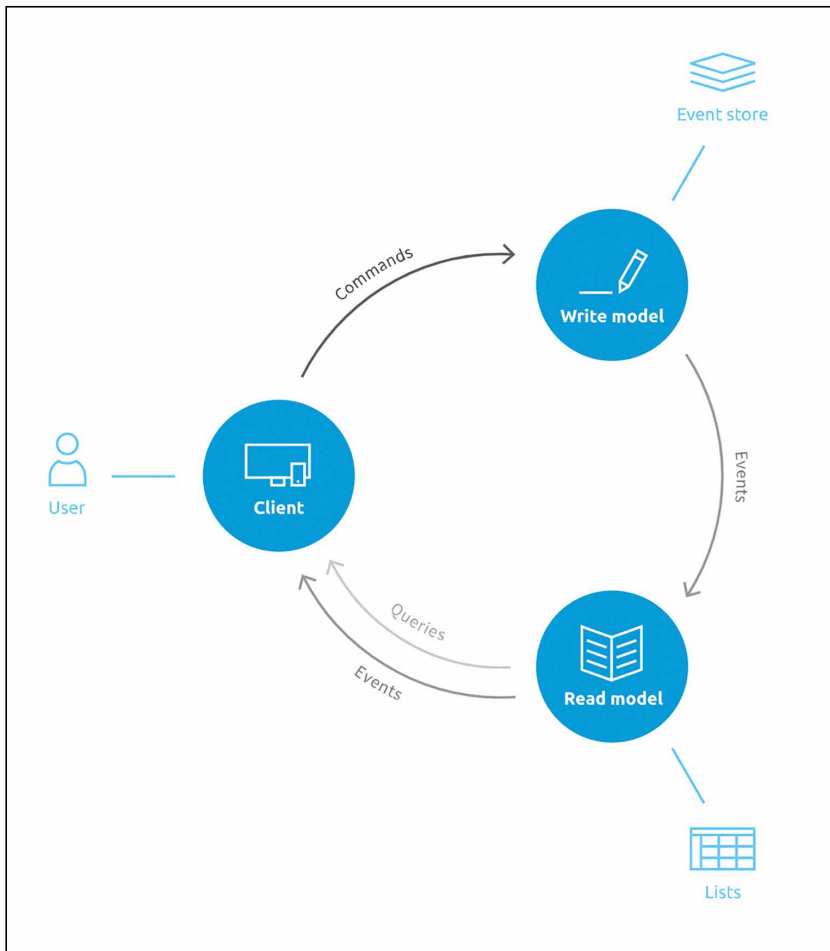 Event store
Commands
Write model
Events
User
Client
Queries
Events
Read model
Lists